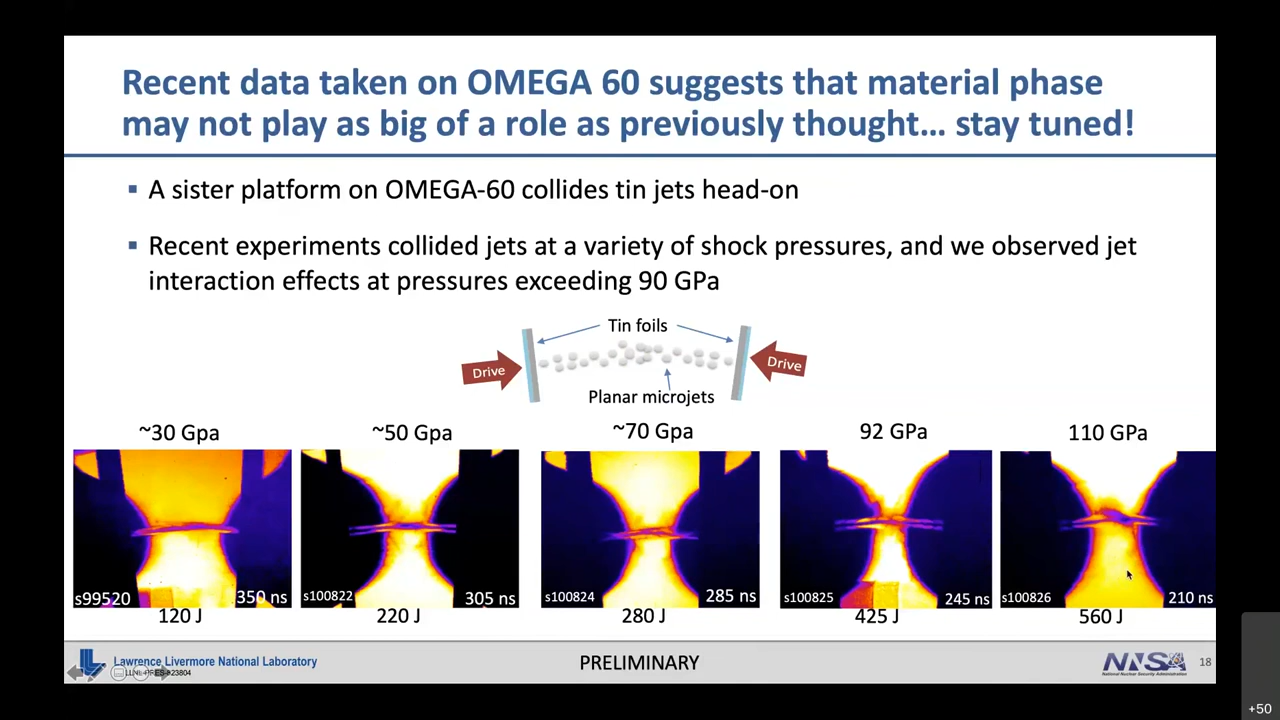 Recent data taken on OMEGA 60 suggests that material phase
may not play as big of a role as previously thought... stay tuned!
▪ A sister platform on OMEGA-60 collides tin jets head-on
▪ Recent experiments collided jets at a variety of shock pressures, and we observed jet
interaction effects at pressures exceeding 90 GPa
Tin foils
Drive
Drive
Planar microjets
~30 Gpa
~50 Gpa
~70 Gpa
92 GPa
110 GPa
s99520
350 ns
s100822
305 ns
s100824
285 ns
s100825
245 ns
s100826
210 ns
120 J
220 J
280 J
425 J
560 J
Lawrence Livermore National Laboratory
PRELIMINARY
NNSA
National Nuclear Security Administration
18
+50